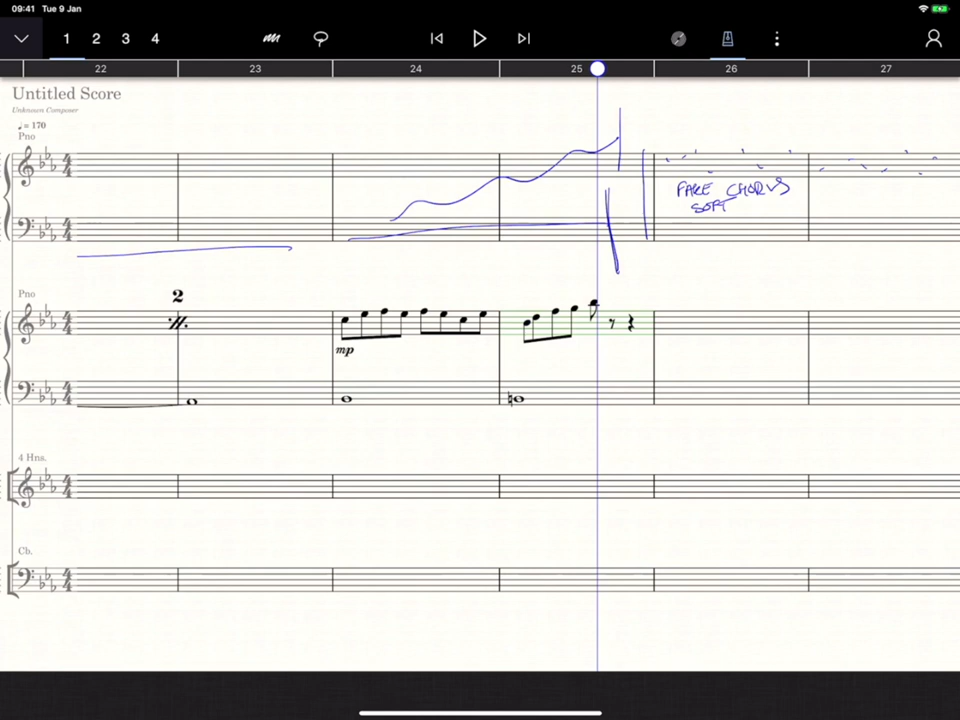 09:41 Tue 9 Jan
1 2 3 4
22 23 24 25 26 27
Untitled Score
Unknown Composer
♩ = 170
Pno
FAKE CHORUS
SOFT
Pno
2
mp
4 Hns.
Cb.